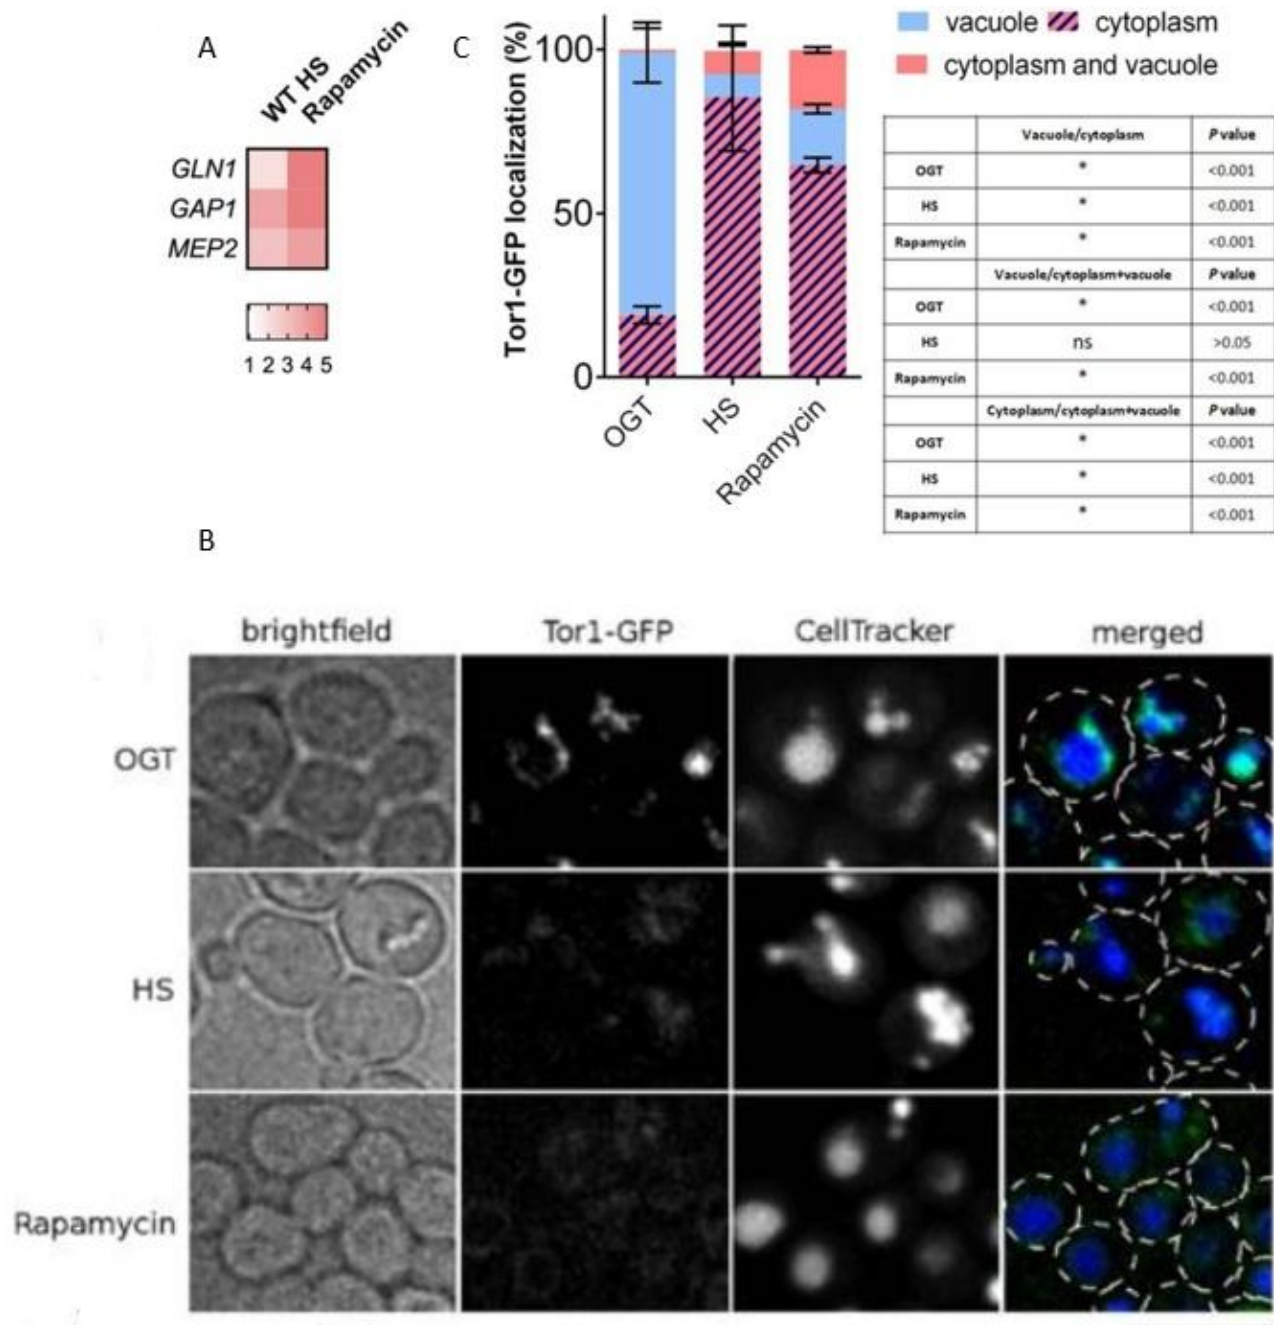 A
WT HS
Rapamycin
GLN1
GAP1
MEP2
1 2 3 4 5
C
Tor1-GFP localization (%)
100
50
0
OGT
HS
Rapamycin
vacuole
cytoplasm
cytoplasm and vacuole
Vacuole/cytoplasm P value
OGT * <0.001
HS * <0.001
Rapamycin * <0.001
Vacuole/cytoplasm+vacuole P value
OGT * <0.001
HS ns >0.05
Rapamycin * <0.001
Cytoplasm/cytoplasm+vacuole P value
OGT * <0.001
HS * <0.001
Rapamycin * <0.001
B
brightfield Tor1-GFP CellTracker merged
OGT
HS
Rapamycin